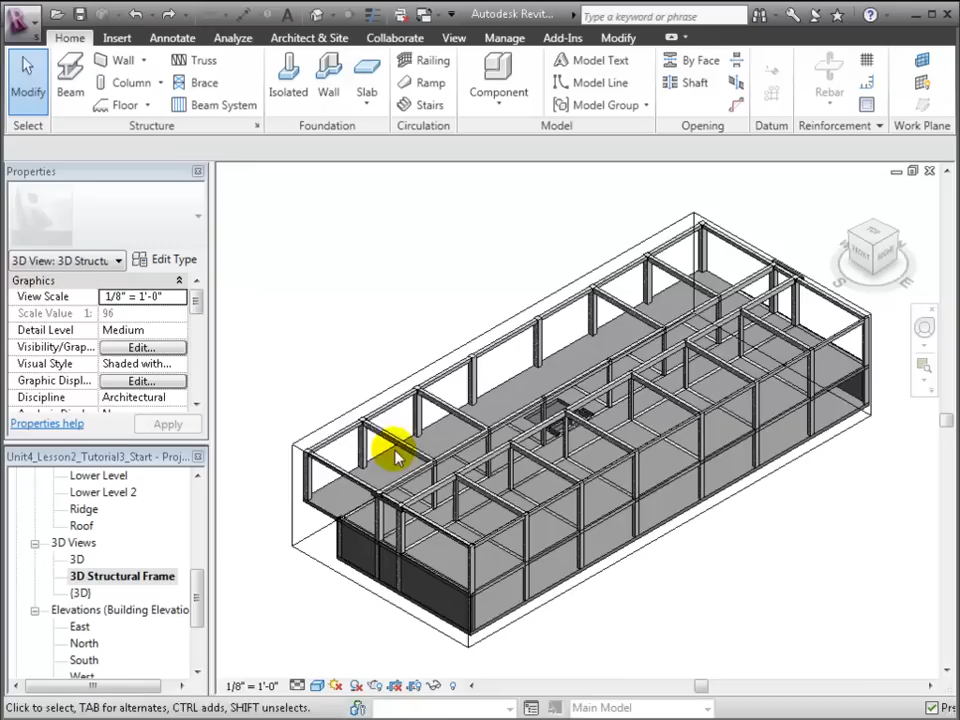 Autodesk Revit...
Type a keyword or phrase
Home Insert Annotate Analyze Architect & Site Collaborate View Manage Add-Ins Modify
Modify
Select
Beam
Wall
Column
Floor
Truss
Brace
Beam System
Structure
Isolated
Wall
Slab
Foundation
Railing
Ramp
Stairs
Circulation
Component
Model Text
Model Line
Model Group
Model
By Face
Shaft
Opening
Datum
Rebar
Reinforcement
Work Plane
Properties
3D View: 3D Structu
Edit Type
Graphics
View Scale 1/8" = 1'-0"
Scale Value 1: 96
Detail Level Medium
Visibility/Grap... Edit...
Visual Style Shaded with...
Graphic Displ... Edit...
Discipline Architectural
Properties help
Apply
Unit4_Lesson2_Tutorial3_Start - Proj...
Lower Level
Lower Level 2
Ridge
Roof
3D Views
3D
3D Structural Frame
{3D}
Elevations (Building Elevatio
East
North
South
West
TOP
FRONT
RIGHT
S
E
1/8" = 1'-0"
Click to select, TAB for alternates, CTRL adds, SHIFT unselects.
Main Model
Pre